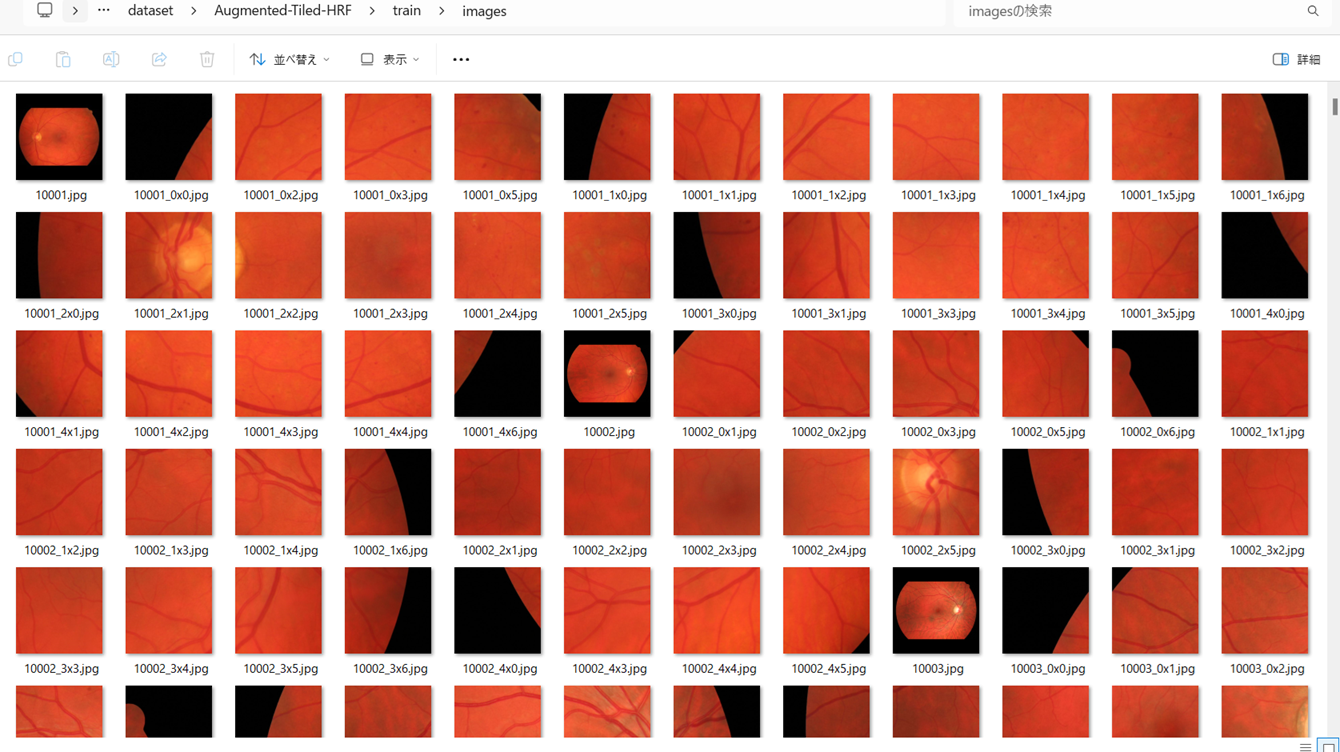 dataset > Augmented-Tiled-HRF > train > images
imagesの検索
並べ替え 表示 詳細
10001.jpg 10001_0x0.jpg 10001_0x2.jpg 10001_0x3.jpg 10001_0x5.jpg 10001_1x0.jpg 10001_1x1.jpg 10001_1x2.jpg 10001_1x3.jpg 10001_1x4.jpg 10001_1x5.jpg 10001_1x6.jpg
10001_2x0.jpg 10001_2x1.jpg 10001_2x2.jpg 10001_2x3.jpg 10001_2x4.jpg 10001_2x5.jpg 10001_3x0.jpg 10001_3x1.jpg 10001_3x3.jpg 10001_3x4.jpg 10001_3x5.jpg 10001_4x0.jpg
10001_4x1.jpg 10001_4x2.jpg 10001_4x3.jpg 10001_4x4.jpg 10001_4x6.jpg 10002.jpg 10002_0x1.jpg 10002_0x2.jpg 10002_0x3.jpg 10002_0x5.jpg 10002_0x6.jpg 10002_1x1.jpg
10002_1x2.jpg 10002_1x3.jpg 10002_1x4.jpg 10002_1x6.jpg 10002_2x1.jpg 10002_2x2.jpg 10002_2x3.jpg 10002_2x4.jpg 10002_2x5.jpg 10002_3x0.jpg 10002_3x1.jpg 10002_3x2.jpg
10002_3x3.jpg 10002_3x4.jpg 10002_3x5.jpg 10002_3x6.jpg 10002_4x0.jpg 10002_4x3.jpg 10002_4x4.jpg 10002_4x5.jpg 10003.jpg 10003_0x0.jpg 10003_0x1.jpg 10003_0x2.jpg